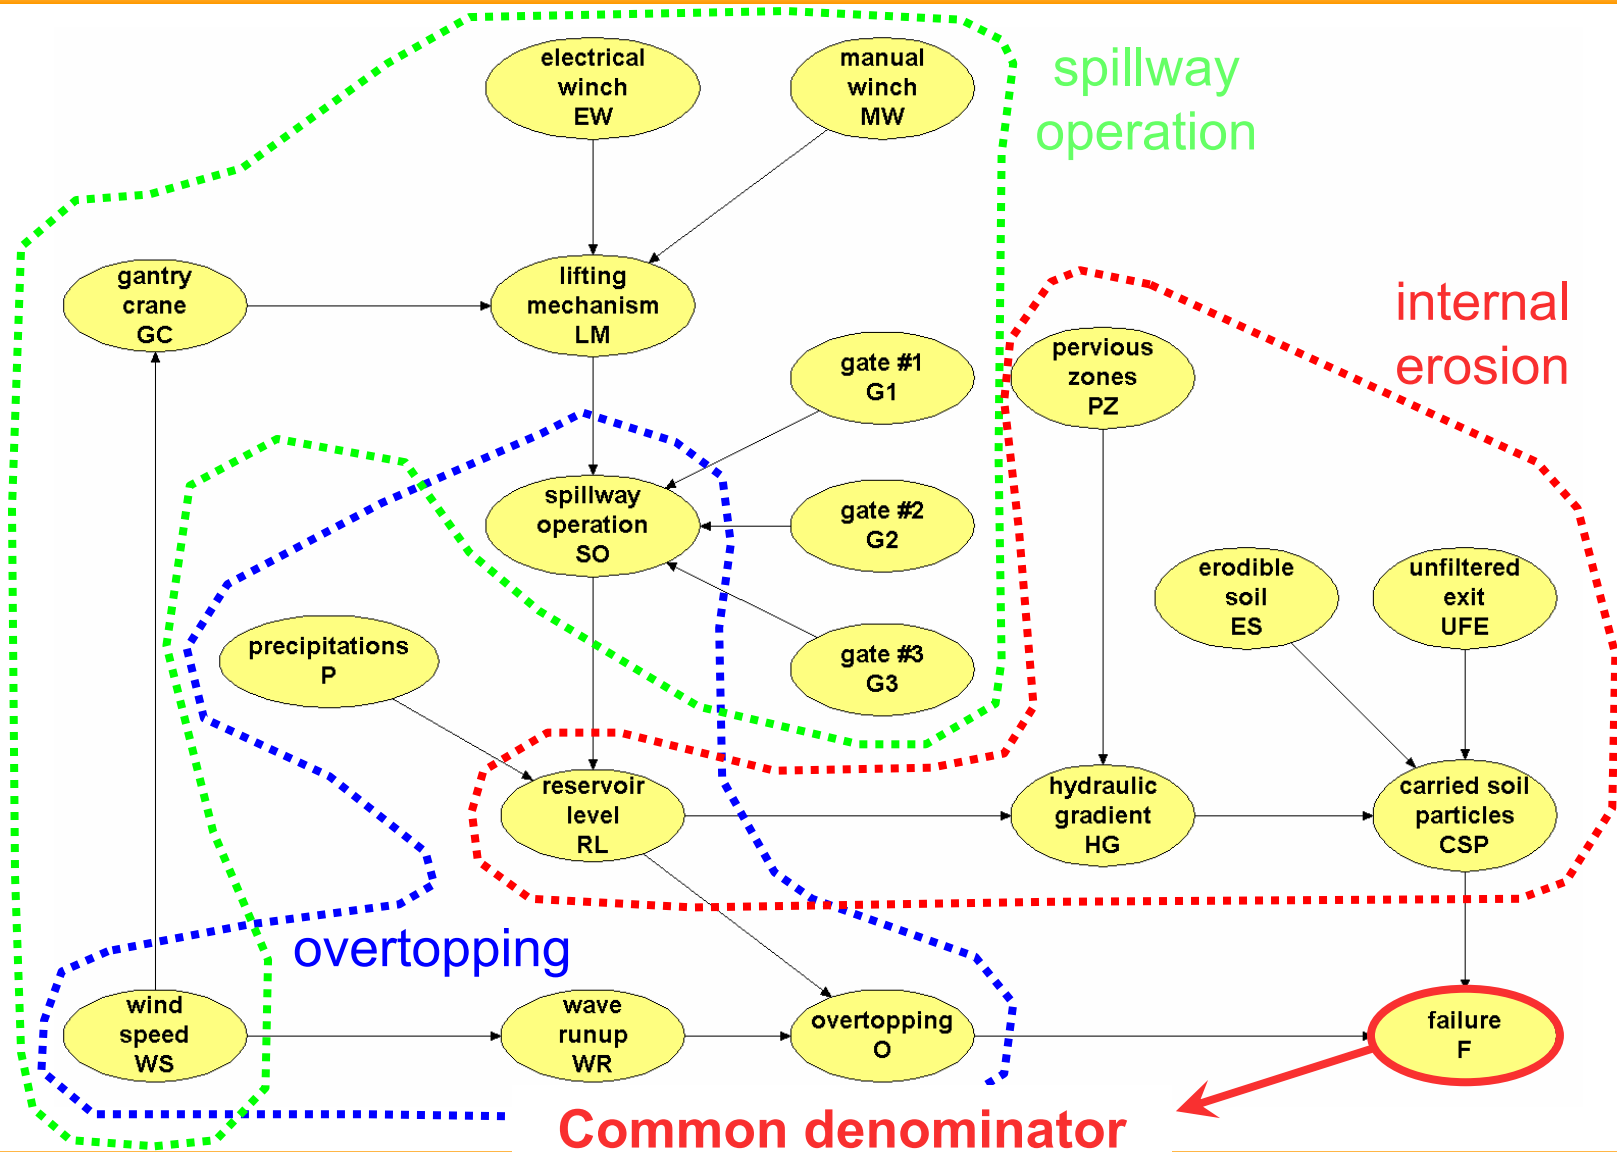 electrical
winch
EW
manual
winch
MW
spillway
operation
gantry
crane
GC
lifting
mechanism
LM
gate #1
G1
pervious
zones
PZ
internal
erosion
spillway
operation
SO
gate #2
G2
erodible
soil
ES
unfiltered
exit
UFE
precipitations
P
gate #3
G3
reservoir
level
RL
hydraulic
gradient
HG
carried soil
particles
CSP
overtopping
wind
speed
WS
wave
runup
WR
overtopping
O
failure
F
Common denominator